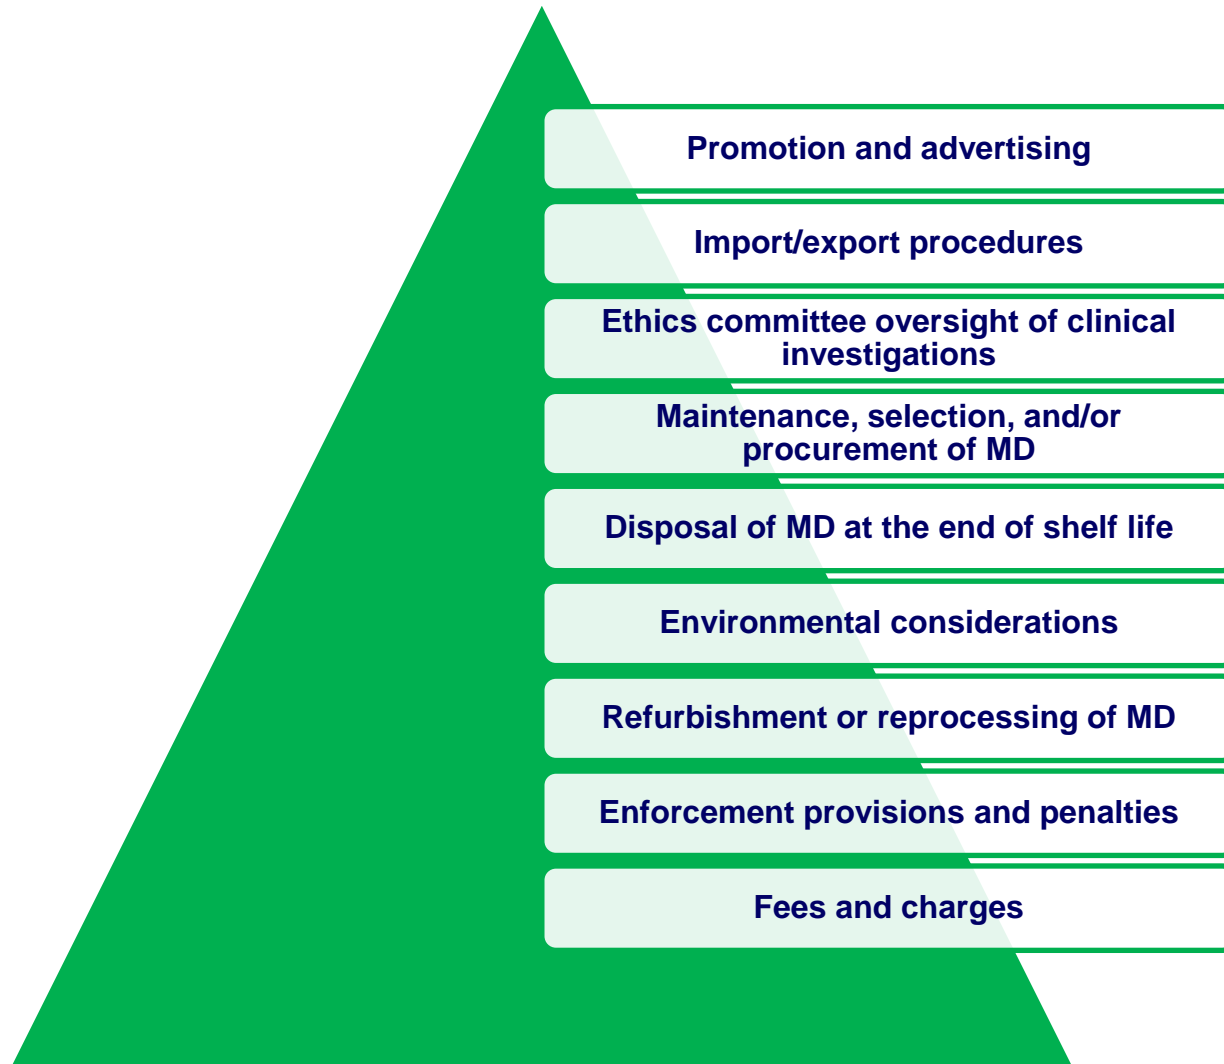 Promotion and advertising
Import/export procedures
Ethics committee oversight of clinical
investigations
Maintenance, selection, and/or
procurement of MD
Disposal of MD at the end of shelf life
Environmental considerations
Refurbishment or reprocessing of MD
Enforcement provisions and penalties
Fees and charges